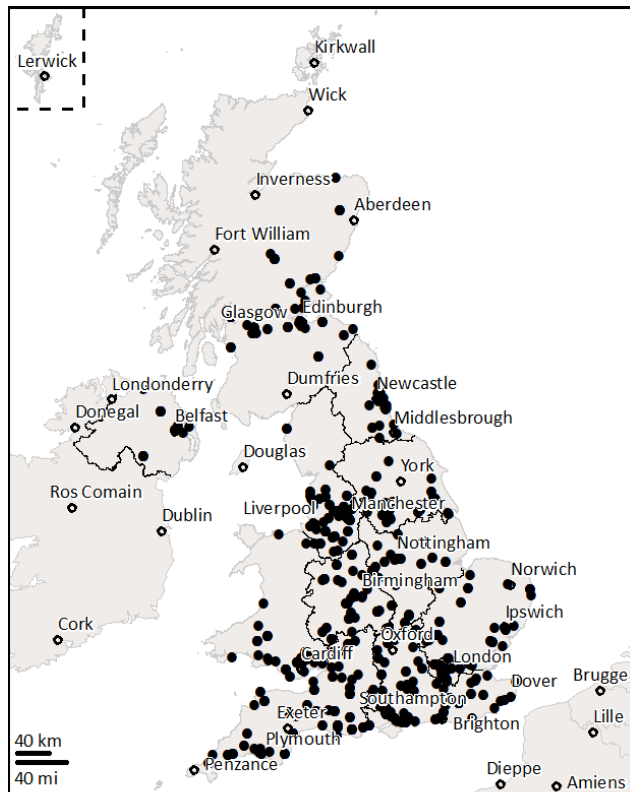 Kirkwall
Lerwick
Wick
Inverness
Aberdeen
Fort William
Glasgow
Edinburgh
Londonderry
Dumfries
Newcastle
Donegal
Belfast
Middlesbrough
Douglas
York
Ros Comain
Liverpool
Manchester
Dublin
Nottingham
Birmingham
Norwich
Ipswich
Cork
Oxford
Cardiff
London
Dover
Southampton
Brugge
Exeter
Brighton
Lille
Plymouth
40 km
Penzance
40 mi
Dieppe
Amiens